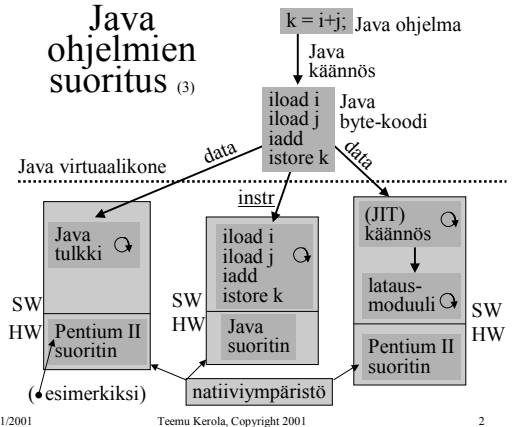 Java
ohjelmien
suoritus (3)
k = i+j; Java ohjelma
Java
käännös
iload i
iload j
iadd
istore k
Java
byte-koodi
data
data
Java virtuaalikone
instr
Java
tulkki
SW
HW
Pentium II
suoritin
iload i
iload j
iadd
istore k
SW
HW
Java
suoritin
(JIT)
käännös
lataus-
moduuli
SW
HW
Pentium II
suoritin
(esimerkiksi)
natiiviympäristö
1/2001
Teemu Kerola, Copyright 2001
2